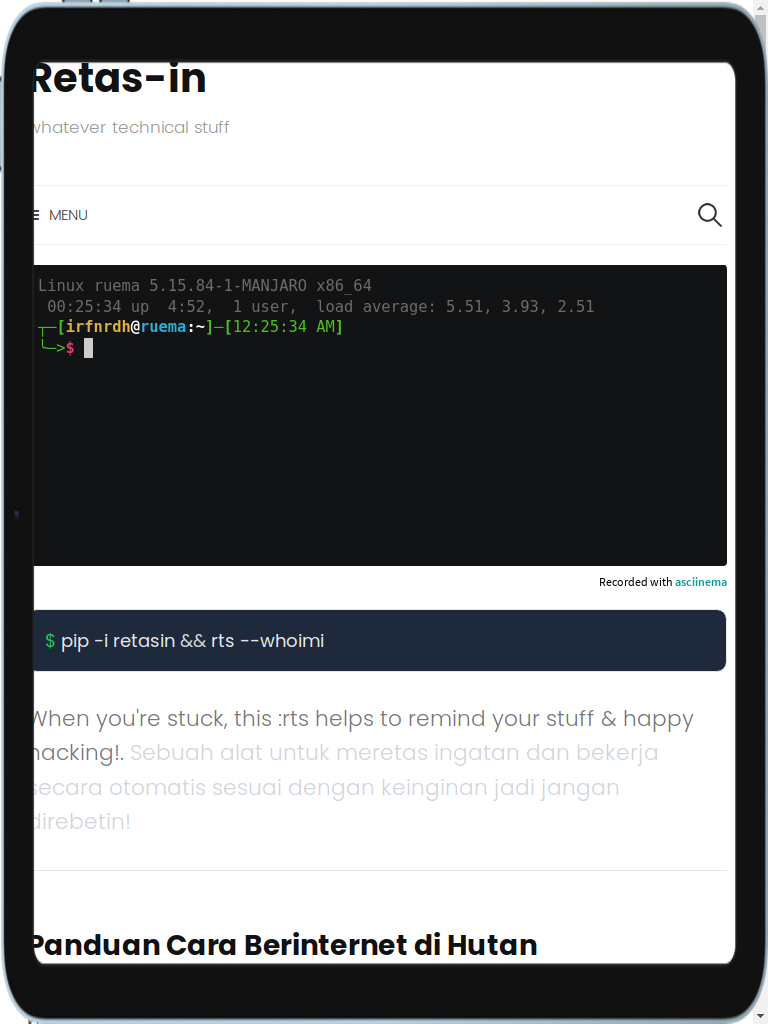 Retas-in
whatever technical stuff
MENU
Linux ruema 5.15.84-1-MANJARO x86_64
00:25:34 up  4:52,  1 user,  load average: 5.51, 3.93, 2.51
┬─[irfnrdh@ruema:~]─[12:25:34 AM]
╰─>$
Recorded with asciinema
$ pip -i retasin && rts --whoimi
When you're stuck, this :rts helps to remind your stuff & happy
hacking!. Sebuah alat untuk meretas ingatan dan bekerja
secara otomatis sesuai dengan keinginan jadi jangan
direbetin!
Panduan Cara Berinternet di Hutan